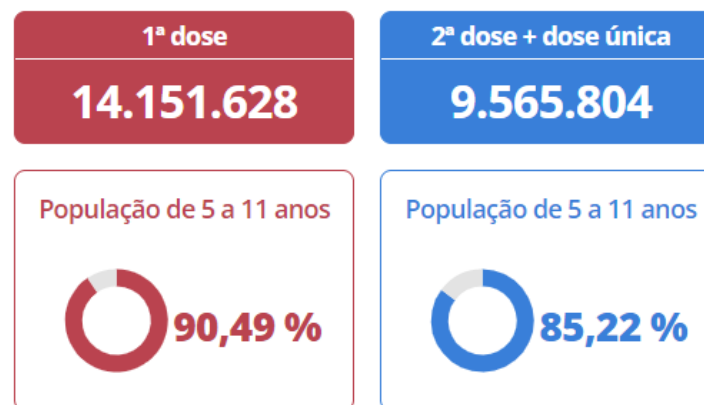 1ª dose
14.151.628
População de 5 a 11 anos
90,49 %
2ª dose + dose única
9.565.804
População de 5 a 11 anos
85,22 %